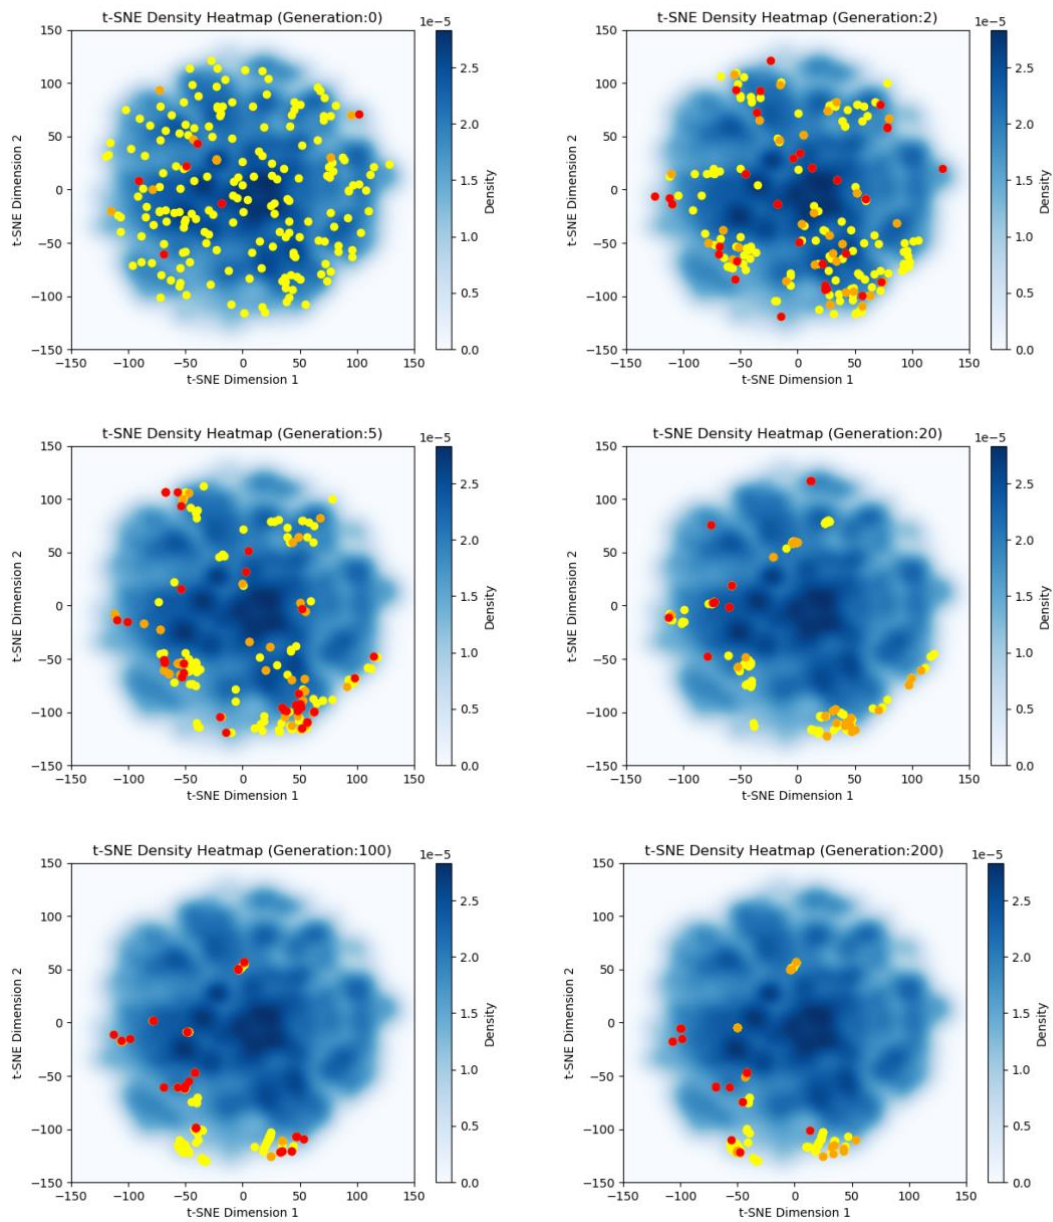 t-SNE Density Heatmap (Generation:0)
1e−5
150
100
50
0
−50
−100
−150
t-SNE Dimension 2
−150 −100 −50 0 50 100 150
t-SNE Dimension 1
2.5
2.0
1.5
1.0
0.5
0.0
Density
t-SNE Density Heatmap (Generation:2)
1e−5
150
100
50
0
−50
−100
−150
t-SNE Dimension 2
−150 −100 −50 0 50 100 150
t-SNE Dimension 1
2.5
2.0
1.5
1.0
0.5
0.0
Density
t-SNE Density Heatmap (Generation:5)
1e−5
150
100
50
0
−50
−100
−150
t-SNE Dimension 2
−150 −100 −50 0 50 100 150
t-SNE Dimension 1
2.5
2.0
1.5
1.0
0.5
0.0
Density
t-SNE Density Heatmap (Generation:20)
1e−5
150
100
50
0
−50
−100
−150
t-SNE Dimension 2
−150 −100 −50 0 50 100 150
t-SNE Dimension 1
2.5
2.0
1.5
1.0
0.5
0.0
Density
t-SNE Density Heatmap (Generation:100)
1e−5
150
100
50
0
−50
−100
−150
t-SNE Dimension 2
−150 −100 −50 0 50 100 150
t-SNE Dimension 1
2.5
2.0
1.5
1.0
0.5
0.0
Density
t-SNE Density Heatmap (Generation:200)
1e−5
150
100
50
0
−50
−100
−150
t-SNE Dimension 2
−150 −100 −50 0 50 100 150
t-SNE Dimension 1
2.5
2.0
1.5
1.0
0.5
0.0
Density